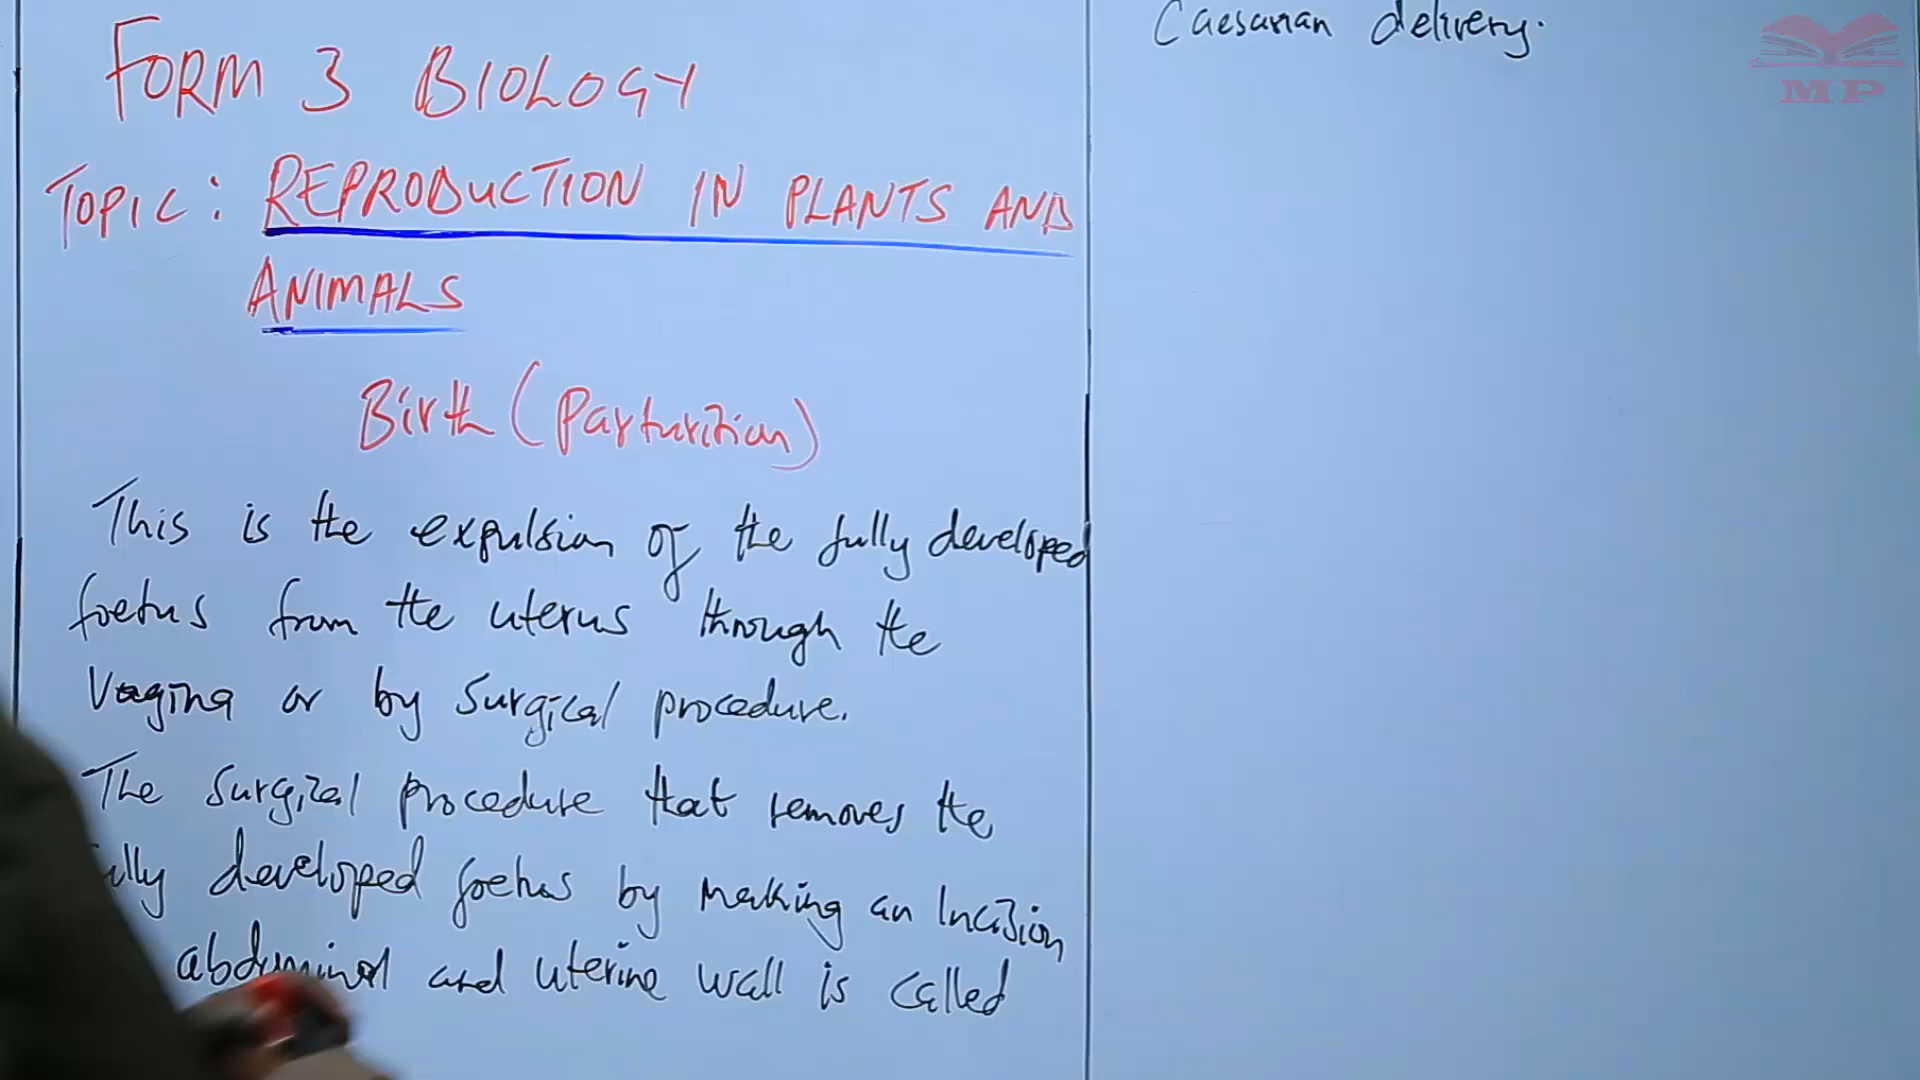 FORM 3 BIOLOGY
TOPIC: REPRODUCTION IN PLANTS AND
ANIMALS
Birth (Parturition)
This is the expulsion of the fully developed
foetus from the uterus through the
Vagina or by Surgical procedure.
The Surgical procedure that removes the
developed foetus by making an Incision
abdominal and uterine wall is called
Caesarian delivery.
MP